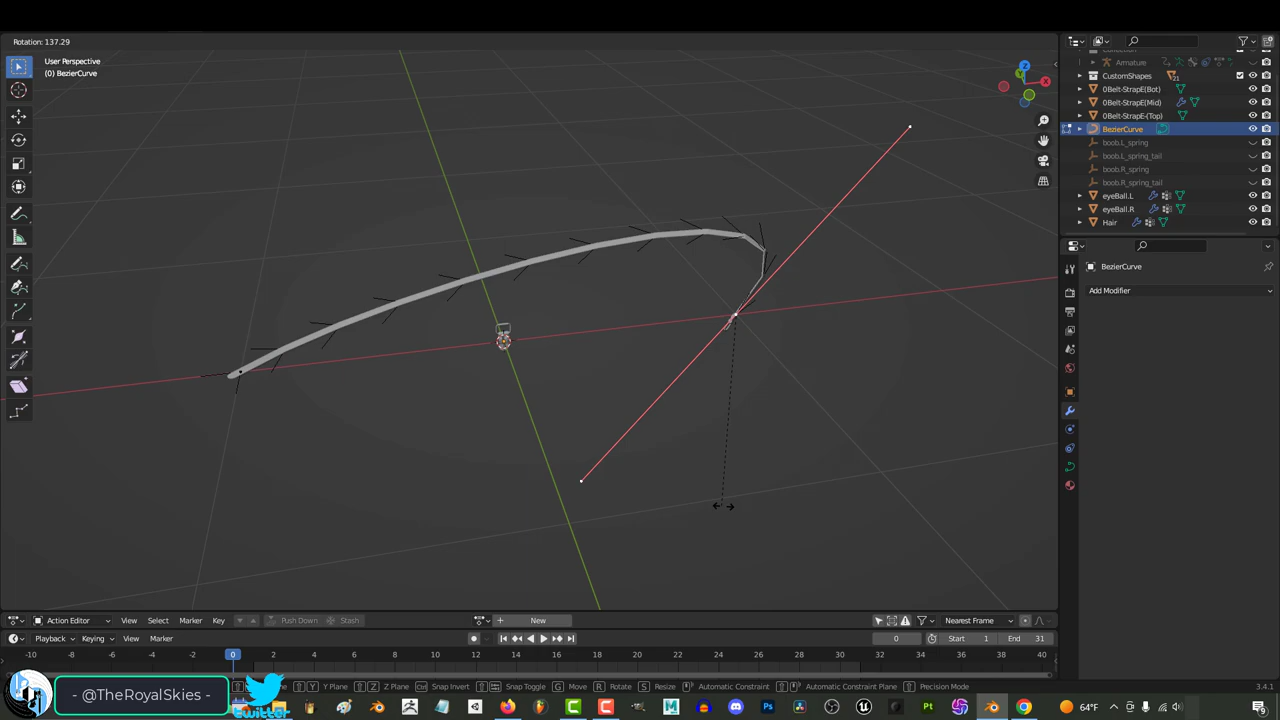 Rotation: 137.29
User Perspective
(0) BezierCurve
Z
X
Y
Armature
CustomShapes
21
0Belt-StrapE(Bot)
0Belt-StrapE(Mid)
0Belt-StrapE-(Top)
BezierCurve
boob.L_spring
boob.L_spring_tail
boob.R_spring
boob.R_spring_tail
eyeBall.L
eyeBall.R
Hair
BezierCurve
Add Modifier
Action Editor View Select Marker Key Push Down Stash New Nearest Frame
Playback Keying View Marker 0 Start 1 End 31
-10 -8 -6 -4 -2 0 2 4 6 8 10 12 14 16 18 20 22 24 26 28 30 32 34 36 38 40
X Y Y Plane Z Z Plane Ctrl Snap Invert Snap Toggle G Move R Rotate S Resize Automatic Constraint Automatic Constraint Plane Precision Mode 3.4.1
- @TheRoyalSkies -
twitter
64°F